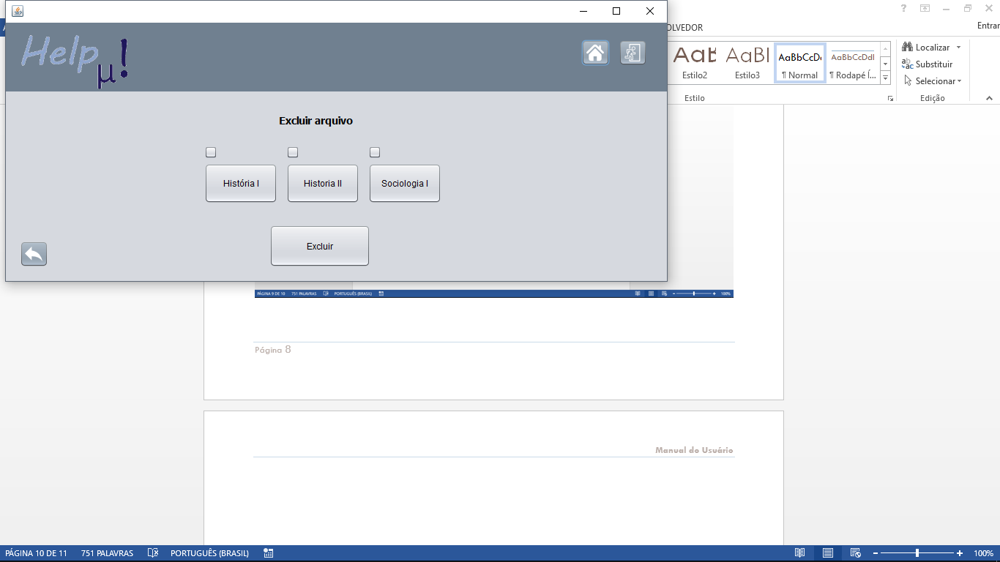 Help
µ!
Excluir arquivo
História I
Historia II
Sociologia I
Excluir
OLVEDOR
Entrar
AaB
AaBl
AaBbCcDc
AaBbCcDdI
Estilo2
Estilo3
¶ Normal
¶ Rodapé Í...
Estilo
Localizar
Substituir
Selecionar
Edição
PÁGINA 9 DE 10
751 PALAVRAS
PORTUGUÊS (BRASIL)
100%
Página 8
Manual do Usuário
PÁGINA 10 DE 11
751 PALAVRAS
PORTUGUÊS (BRASIL)
100%